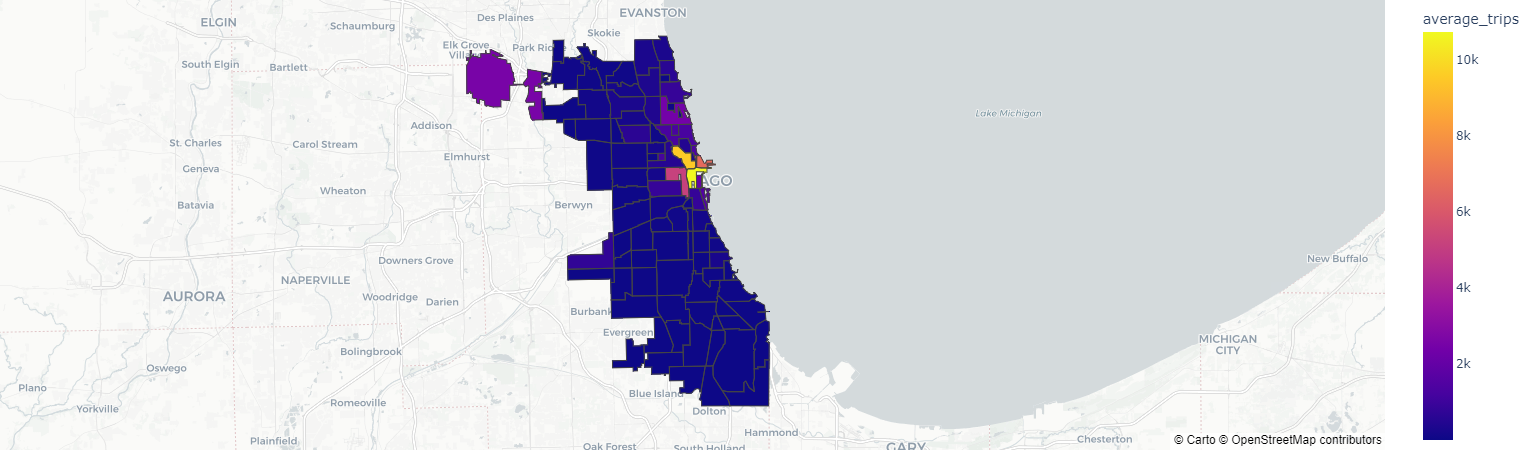 EVANSTON
Des Plaines
ELGIN
Schaumburg
Skokie
Elk Grove
Park Ridge
South Elgin
Bartlett
Lake Michigan
Addison
St. Charles
Carol Stream
Elmhurst
Geneva
AGO
Wheaton
Batavia
Berwyn
Downers Grove
New Buffalo
NAPERVILLE
AURORA
Woodridge
Darien
Burbank
Evergreen
MICHIGAN
CITY
Bolingbrook
Oswego
Plano
Blue Island
Romeoville
Yorkville
Dolton
Hammond
Plainfield
Oak Forest
South Holland
GARY
Chesterton
© Carto © OpenStreetMap contributors
average_trips
10k
8k
6k
4k
2k